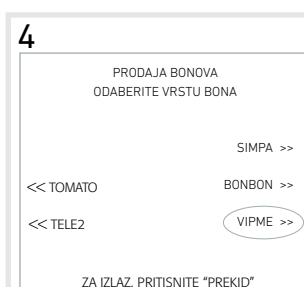 4
PRODAJA BONOVA
ODABERITE VRSTU BONA
SIMPA >>
<< TOMATO BONBON >>
<< TELE2 VIPME >>
ZA IZLAZ, PRITISNITE “PREKID”